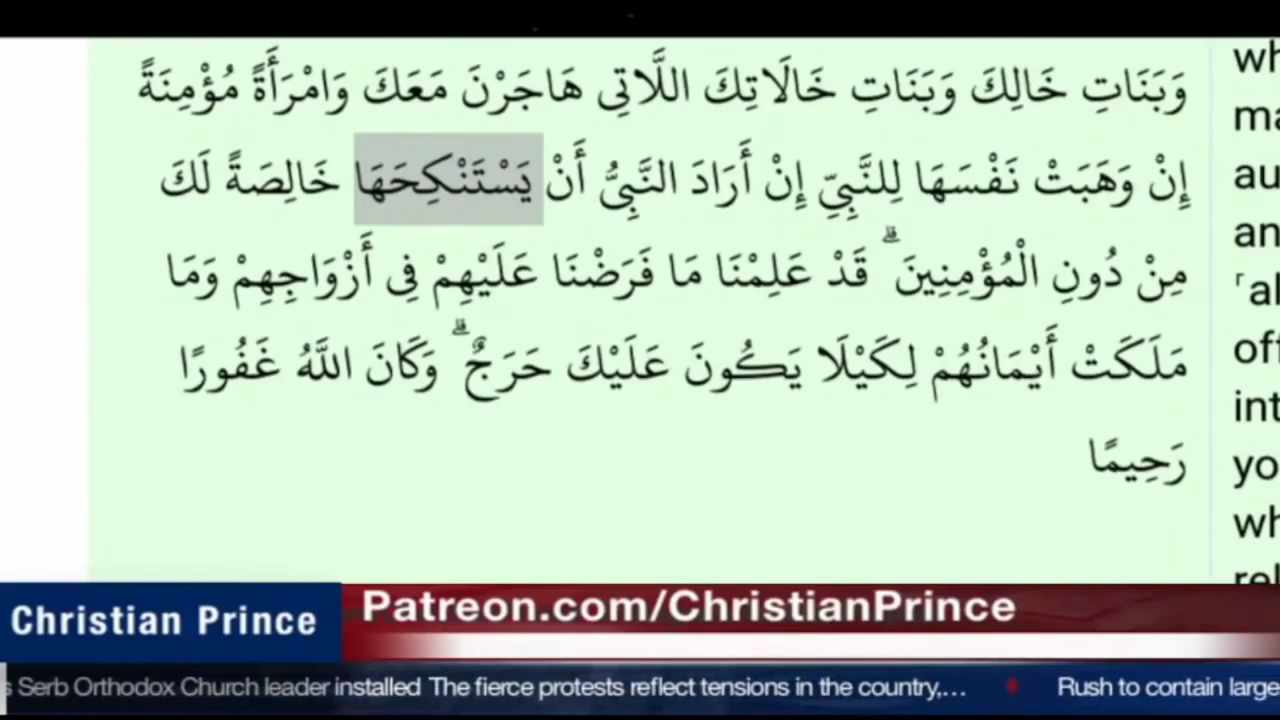 وَبَنَاتِ خَالِكَ وَبَنَاتِ خَالَاتِكَ اللَّاتِى هَاجَرْنَ مَعَكَ وَامْرَأَةً مُؤْمِنَةً
إِنْ وَهَبَتْ نَفْسَهَا لِلنَّبِىِّ إِنْ أَرَادَ النَّبِىُّ أَنْ يَسْتَنْكِحَهَا خَالِصَةً لَكَ
مِنْ دُونِ الْمُؤْمِنِينَ ۗ قَدْ عَلِمْنَا مَا فَرَضْنَا عَلَيْهِمْ فِى أَزْوَاجِهِمْ وَمَا
مَلَكَتْ أَيْمَانُهُمْ لِكَيْلَا يَكُونَ عَلَيْكَ حَرَجٌ ۗ وَكَانَ اللَّهُ غَفُورًا
رَحِيمًا
Christian Prince
Patreon.com/ChristianPrince
Serb Orthodox Church leader installed The fierce protests reflect tensions in the country,... Rush to contain large